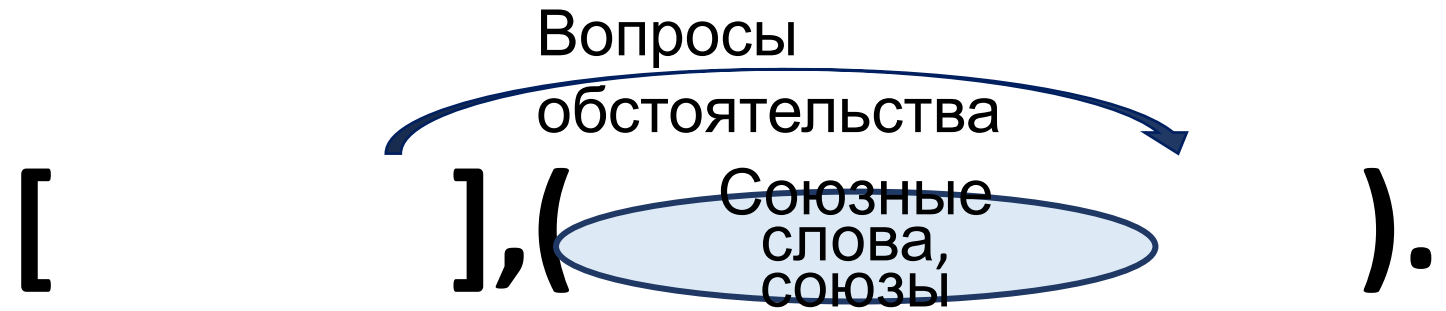 Вопросы
обстоятельства
[ ],( Союзные ).
слова,
союзы